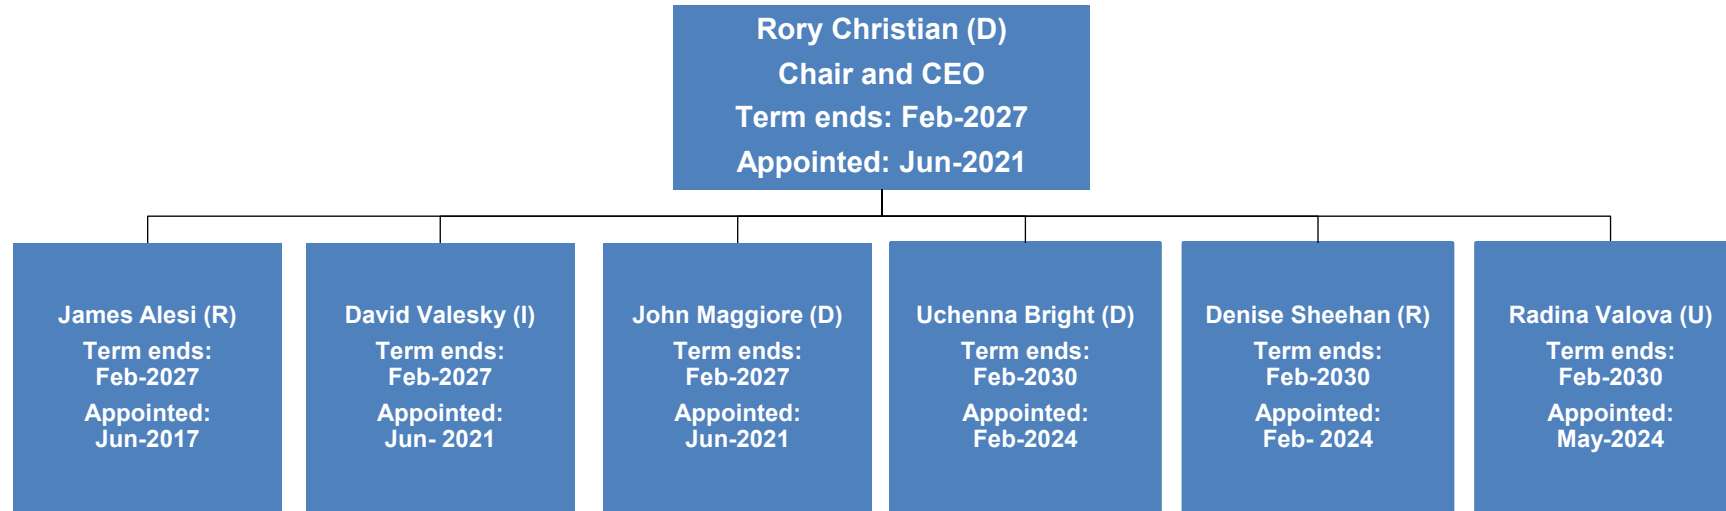 Rory Christian (D)
Chair and CEO
Term ends: Feb-2027
Appointed: Jun-2021
James Alesi (R)
Term ends:
Feb-2027
Appointed:
Jun-2017
David Valesky (I)
Term ends:
Feb-2027
Appointed:
Jun- 2021
John Maggiore (D)
Term ends:
Feb-2027
Appointed:
Jun-2021
Uchenna Bright (D)
Term ends:
Feb-2030
Appointed:
Feb-2024
Denise Sheehan (R)
Term ends:
Feb-2030
Appointed:
Feb- 2024
Radina Valova (U)
Term ends:
Feb-2030
Appointed:
May-2024